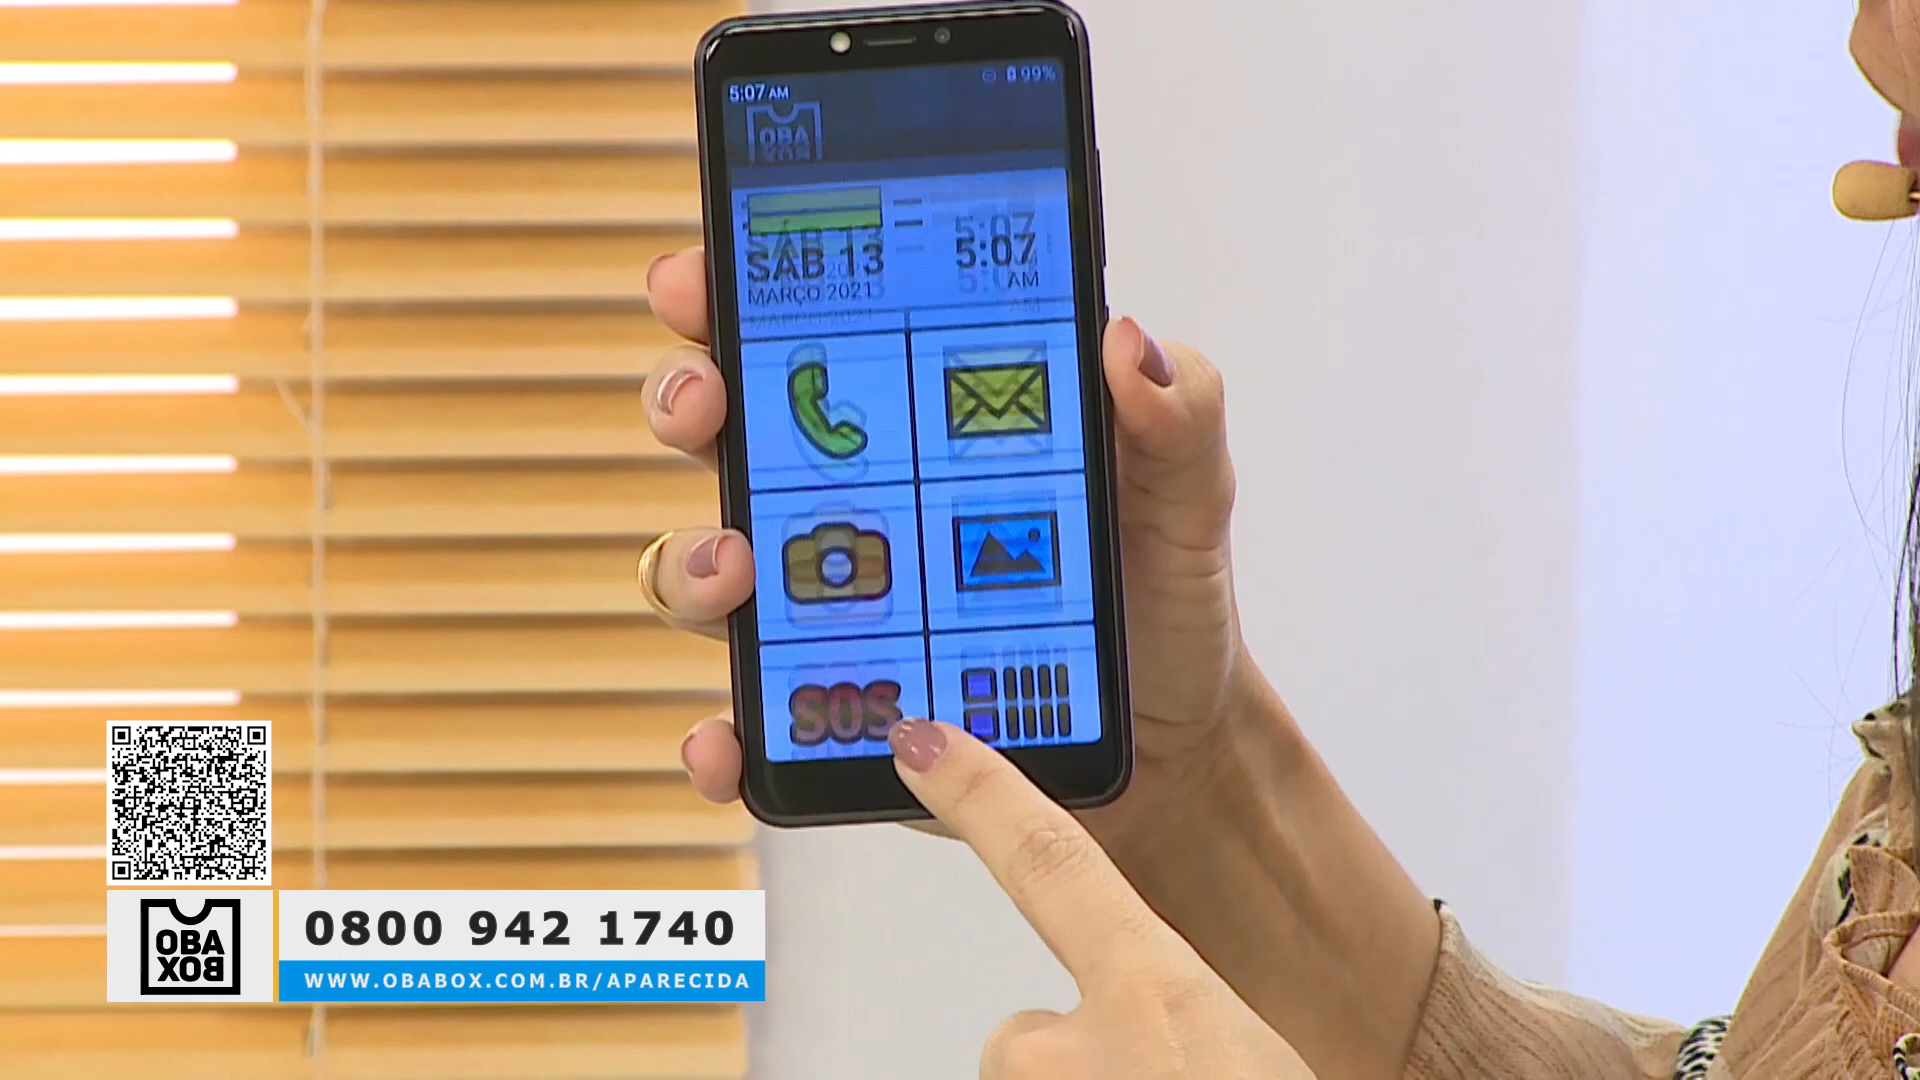 5:07 AM
99%
OBA
BOX
SÁB 13
5:07
AM
MARÇO 2021
SOS
OBA
BOX
0800 942 1740
WWW.OBABOX.COM.BR/APARECIDA